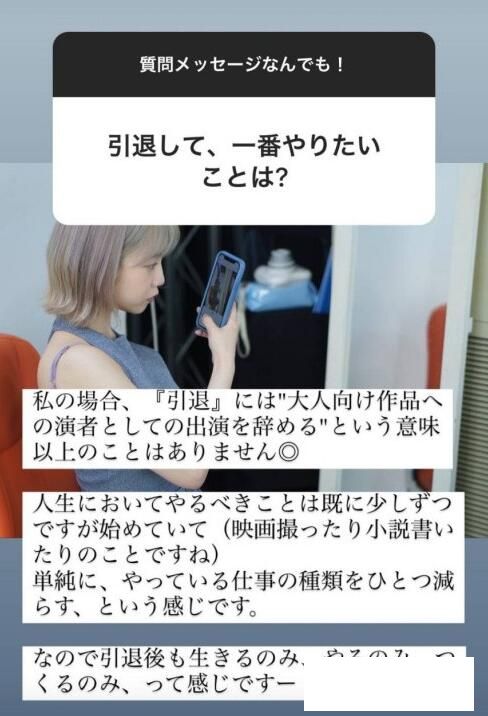 質問メッセージなんでも！
引退して、一番やりたい
ことは?
私の場合、『引退』には"大人向け作品へ
の演者としての出演を辞める"という意味
以上のことはありません◎
人生においてやるべきことは既に少しずつ
ですが始めていて（映画撮ったり小説書い
たりのことですね）
単純に、やっている仕事の種類をひとつ減
らす、という感じです。
なので引退後も生きるのみ、やるのみ、つ
くるのみ、って感じですー